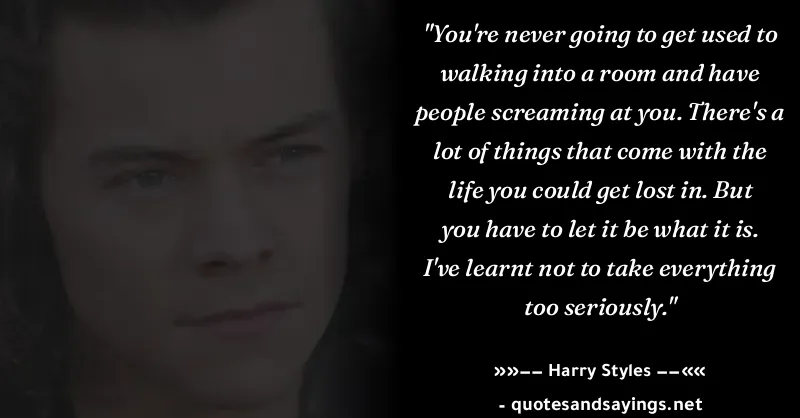 "You're never going to get used to
walking into a room and have
people screaming at you. There's a
lot of things that come with the
life you could get lost in. But
you have to let it be what it is.
I've learnt not to take everything
too seriously."
»»−− Harry Styles −−««
- quotesandsayings.net